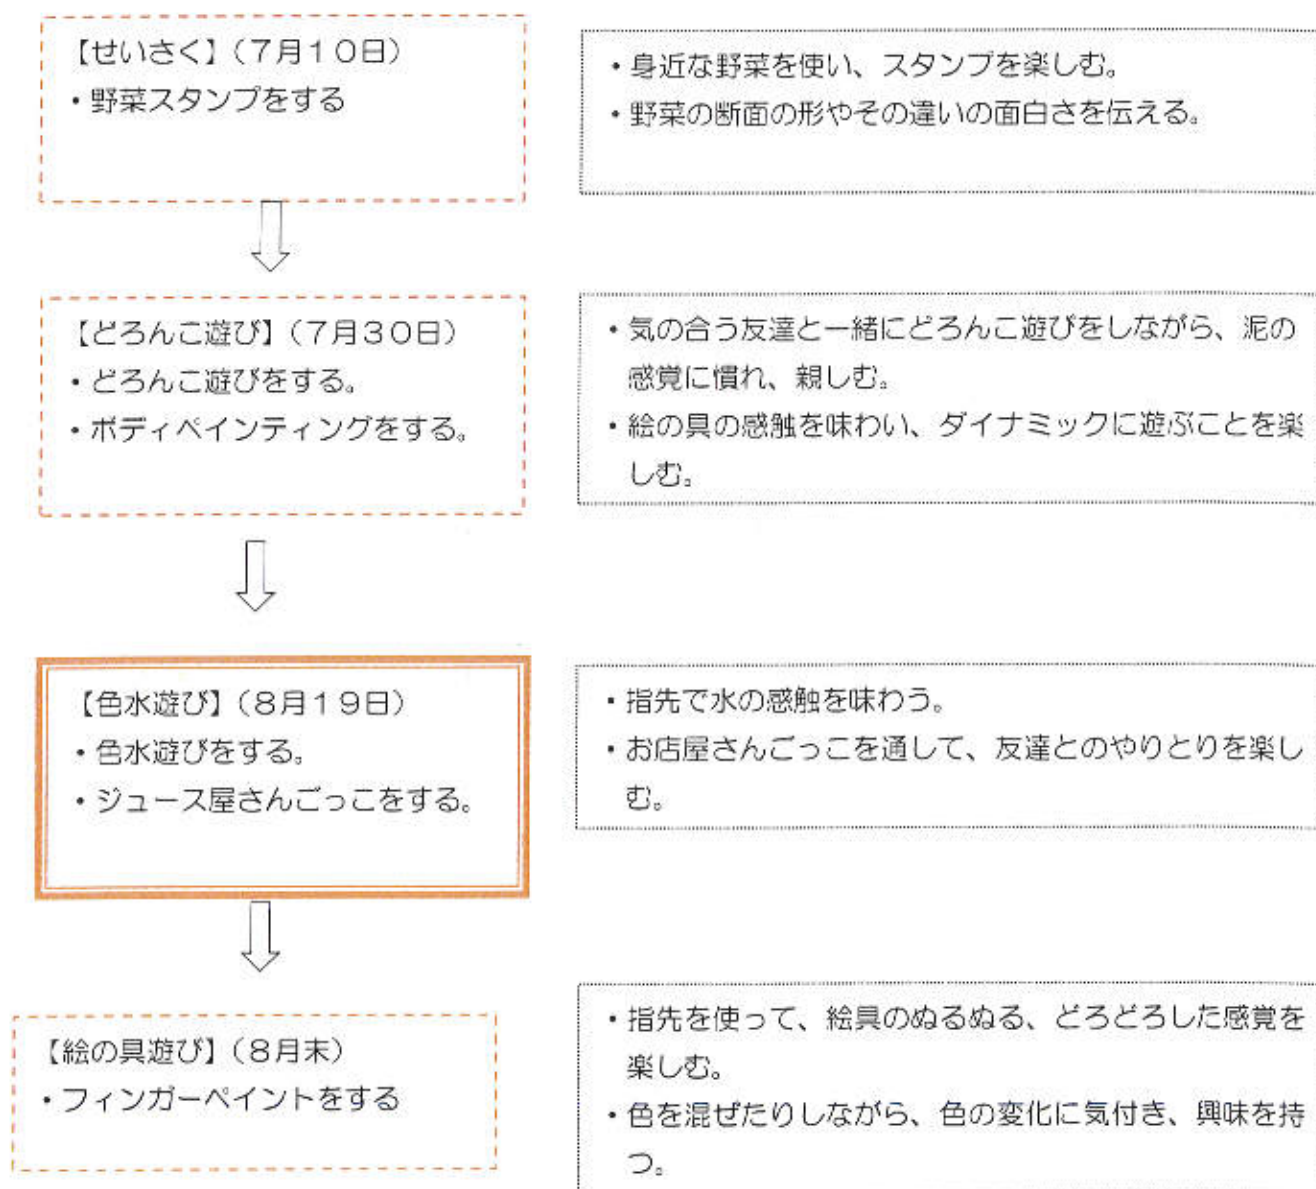 【せいさく】（７月１０日）
・野菜スタンプをする
・身近な野菜を使い、スタンプを楽しむ。
・野菜の断面の形やその違いの面白さを伝える。
【どろんこ遊び】（７月３０日）
・どろんこ遊びをする。
・ボディペインティングをする。
・気の合う友達と一緒にどろんこ遊びをしながら、泥の
感覚に慣れ、親しむ。
・絵の具の感触を味わい、ダイナミックに遊ぶことを楽
しむ。
【色水遊び】（８月１９日）
・色水遊びをする。
・ジュース屋さんごっこをする。
・指先で水の感触を味わう。
・お店屋さんごっこを通して、友達とのやりとりを楽し
む。
【絵の具遊び】（８月末）
・フィンガーペイントをする
・指先を使って、絵具のぬるぬる、どろどろした感覚を
楽しむ。
・色を混ぜたりしながら、色の変化に気付き、興味を持
つ。